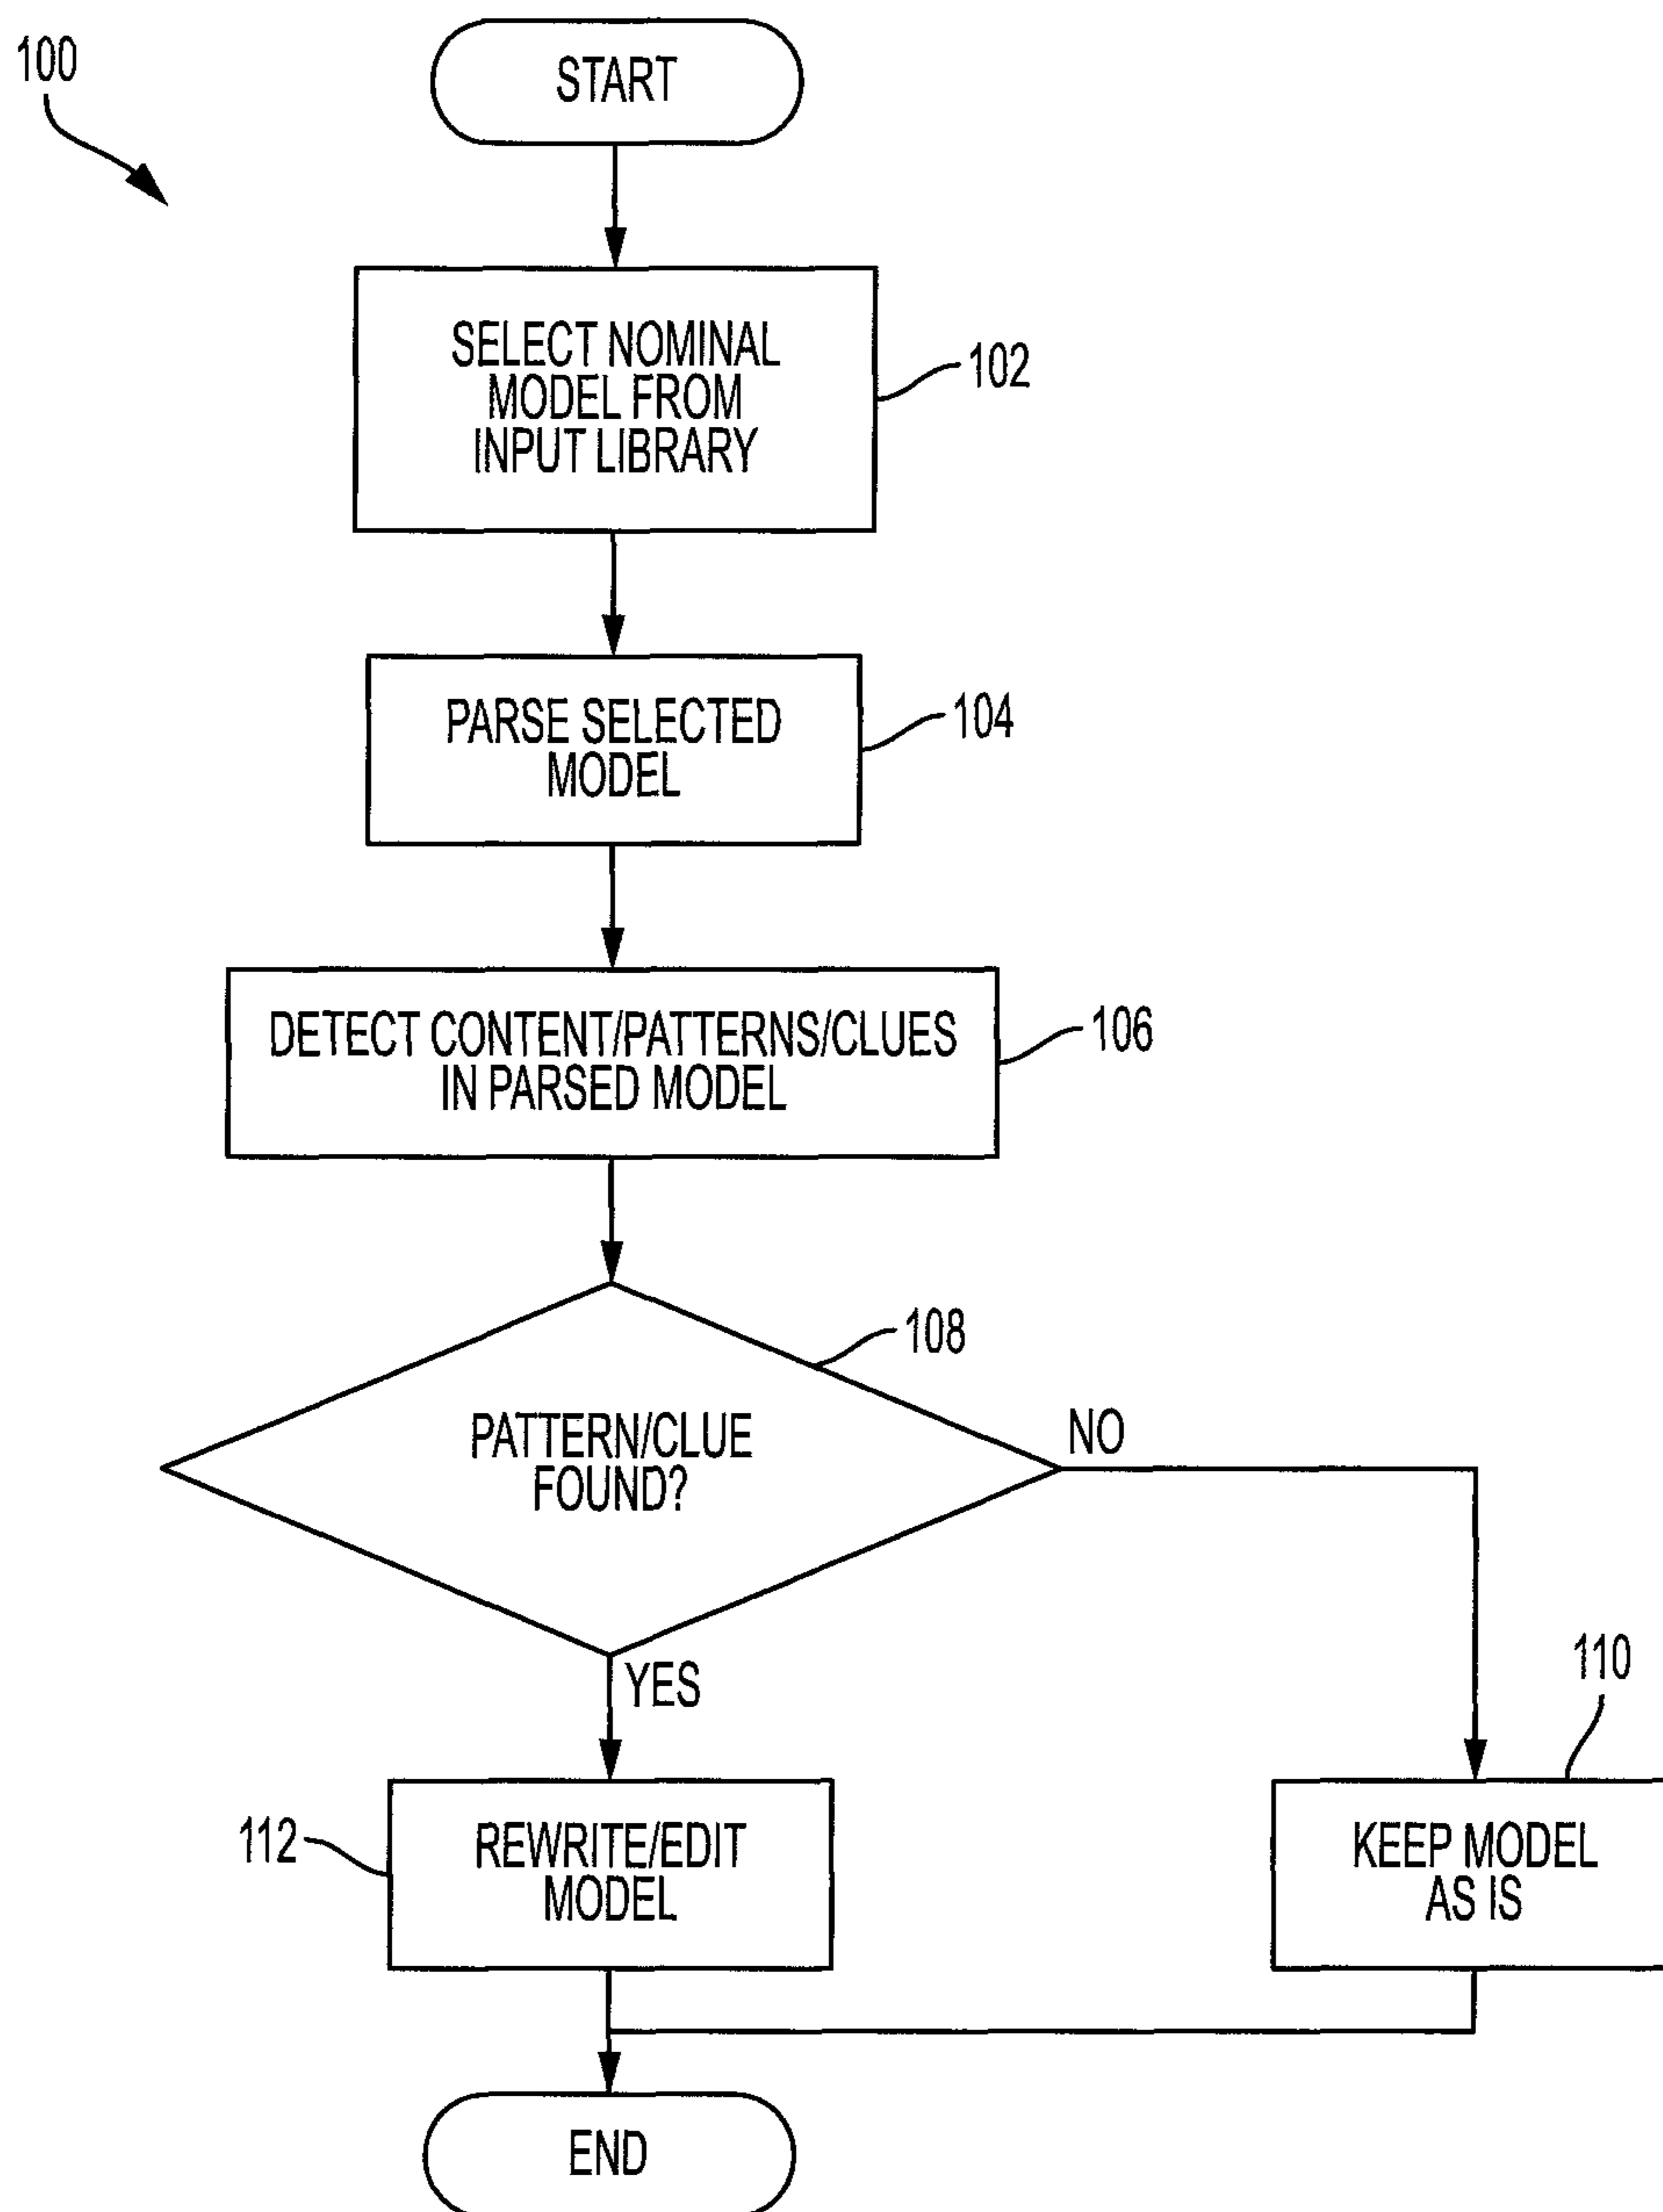 100
START
SELECT NOMINAL
MODEL FROM
INPUT LIBRARY
102
PARSE SELECTED
MODEL
104
DETECT CONTENT/PATTERNS/CLUES
IN PARSED MODEL
106
108
PATTERN/CLUE
FOUND?
NO
YES
110
112
REWRITE/EDIT
MODEL
KEEP MODEL
AS IS
END